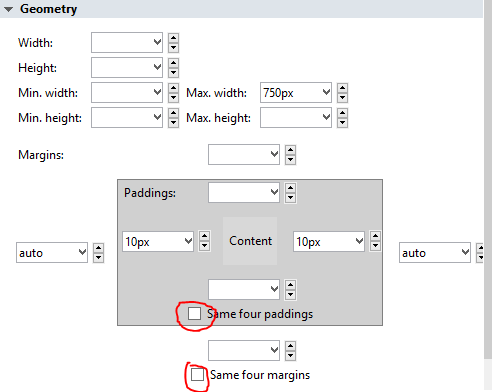 Geometry
Width:
Height:
Min. width: Max. width: 750px
Min. height: Max. height:
Margins:
Paddings:
auto 10px Content 10px auto
Same four paddings
Same four margins